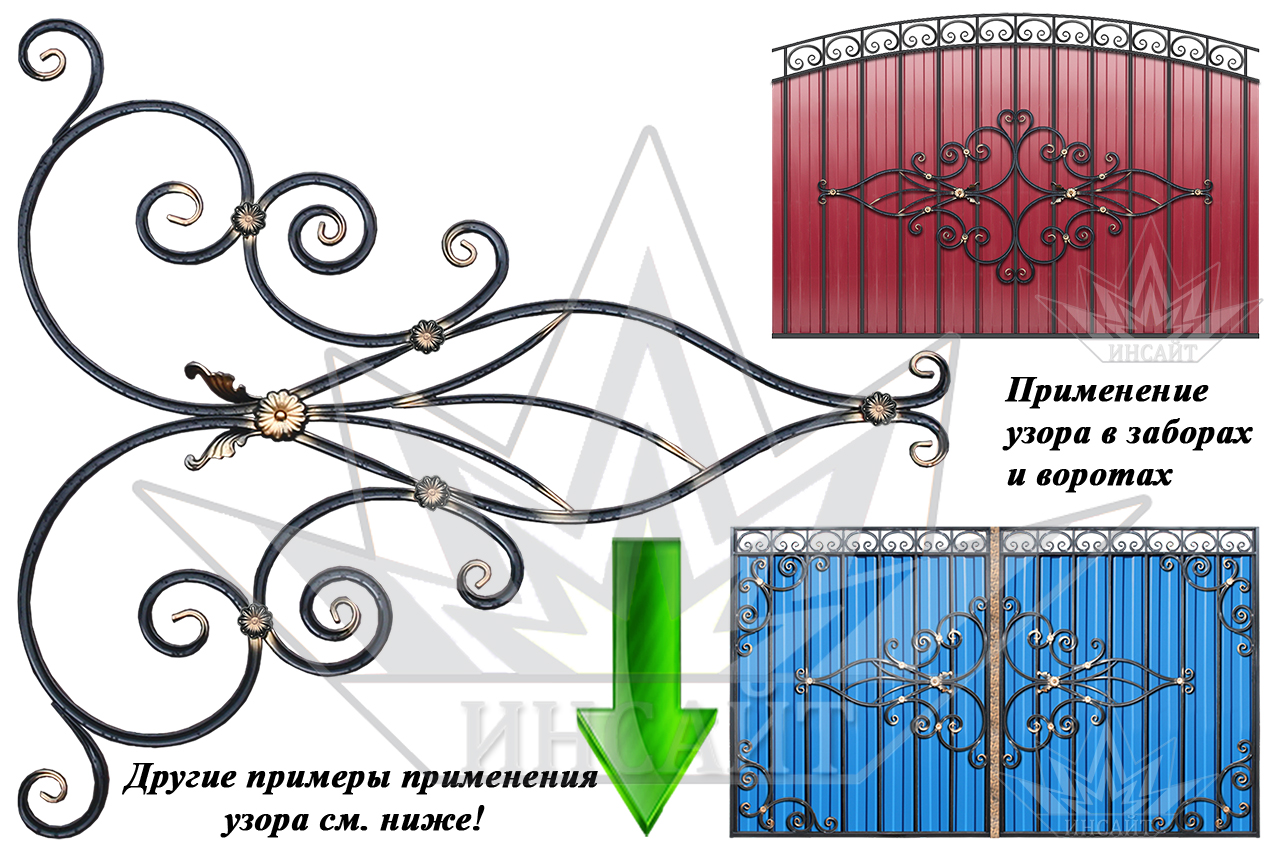 ИНСАЙТ
Применение
узора в заборах
и воротах
ИНСАЙТ
Другие примеры применения
узора см. ниже!
ИНСАЙТ